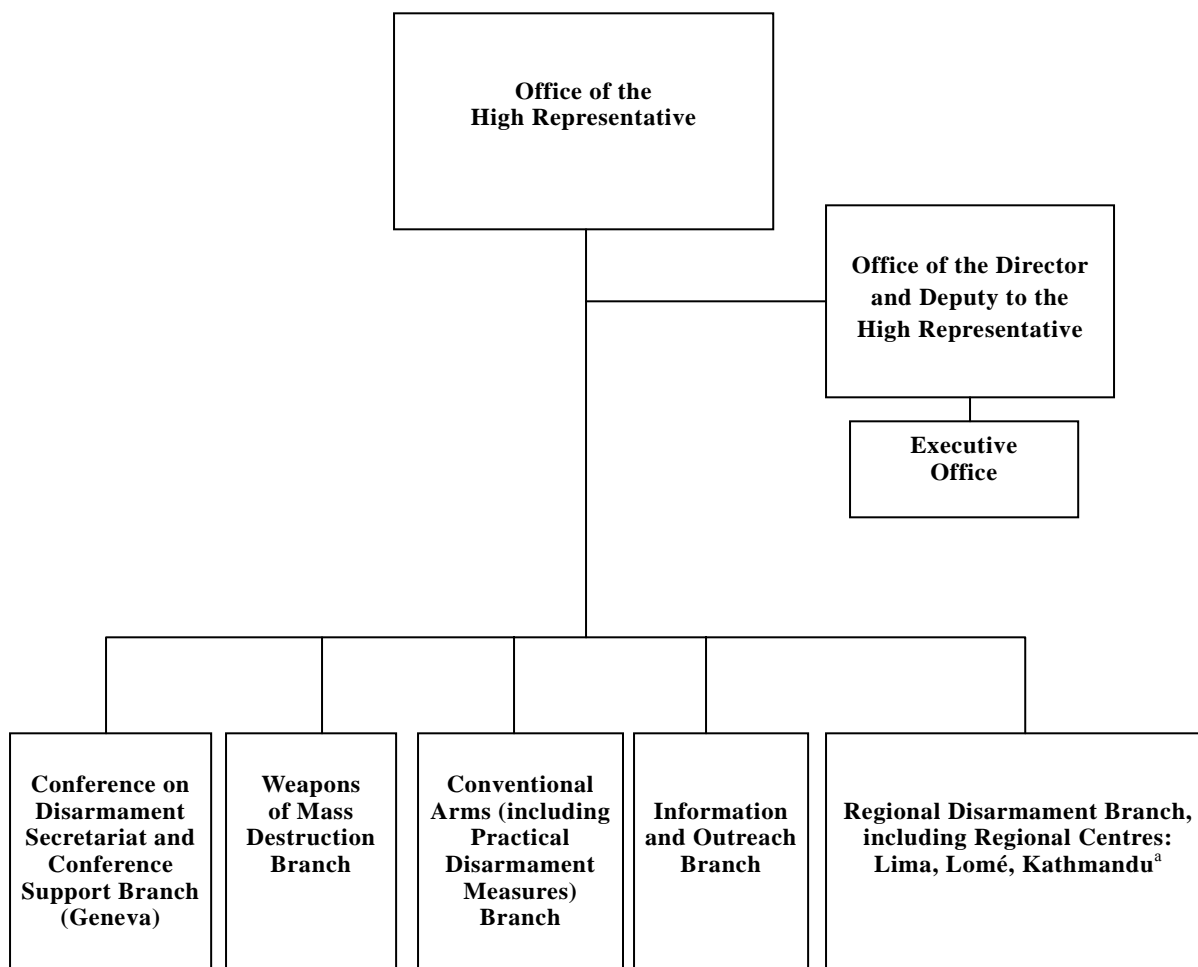 Office of the
High Representative
Office of the Director
and Deputy to the
High Representative
Executive
Office
Conference on
Disarmament
Secretariat and
Conference
Support Branch
(Geneva)
Weapons
of Mass
Destruction
Branch
Conventional
Arms (including
Practical
Disarmament
Measures)
Branch
Information
and Outreach
Branch
Regional Disarmament Branch,
including Regional Centres:
Lima, Lomé, Kathmanduᵃ